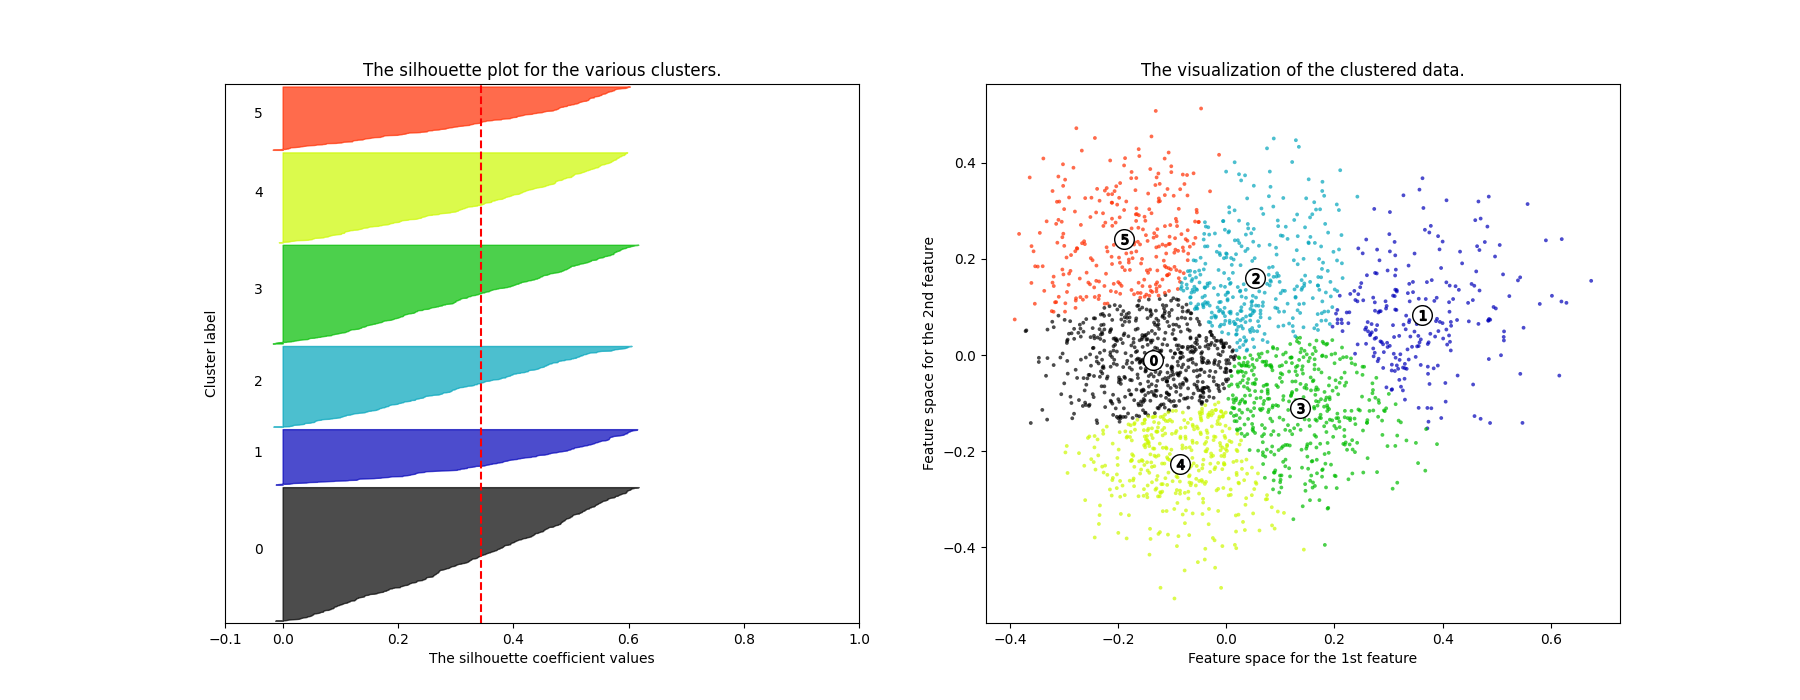 The silhouette plot for the various clusters.
5
4
3
2
1
0
Cluster label
−0.1 0.0 0.2 0.4 0.6 0.8 1.0
The silhouette coefficient values
The visualization of the clustered data.
0.4
0.2
0.0
−0.2
−0.4
Feature space for the 2nd feature
5
2
1
0
3
4
−0.4 −0.2 0.0 0.2 0.4 0.6
Feature space for the 1st feature